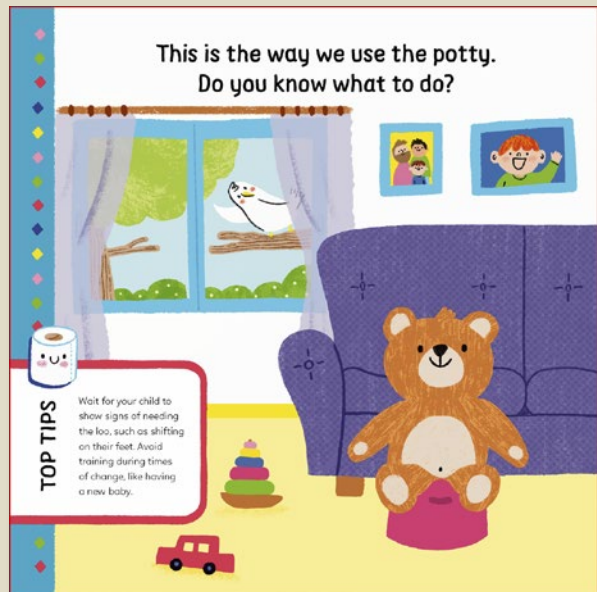 This is the way we use the potty.
Do you know what to do?
TOP TIPS
Wait for your child to
show signs of needing
the loo, such as shifting
on their feet. Avoid
training during times
of change, like having
a new baby.